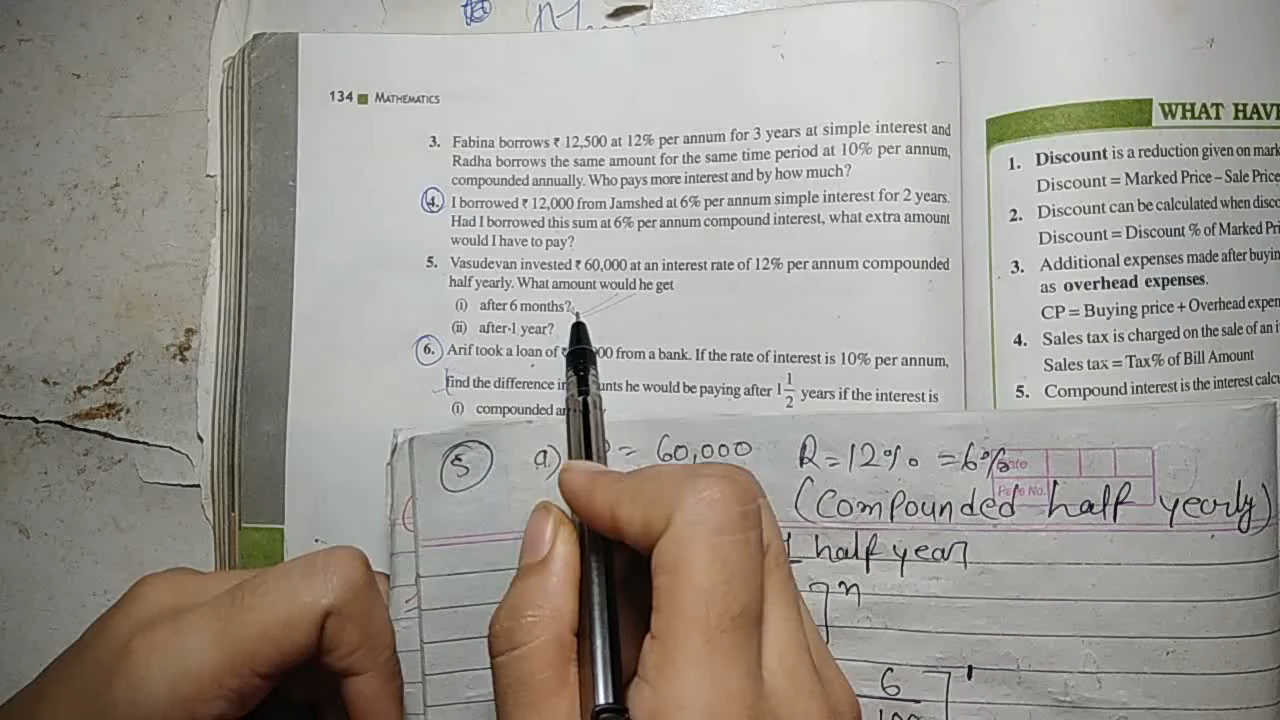 134 MATHEMATICS
3. Fabina borrows ₹ 12,500 at 12% per annum for 3 years at simple interest and
Radha borrows the same amount for the same time period at 10% per annum,
compounded annually. Who pays more interest and by how much?
4. I borrowed ₹ 12,000 from Jamshed at 6% per annum simple interest for 2 years.
Had I borrowed this sum at 6% per annum compound interest, what extra amount
would I have to pay?
5. Vasudevan invested ₹ 60,000 at an interest rate of 12% per annum compounded
half yearly. What amount would he get
(i) after 6 months?
(ii) after 1 year?
6. Arif took a loan of 00 from a bank. If the rate of interest is 10% per annum,
find the difference in unts he would be paying after 1 1/2 years if the interest is
(i) compounded
WHAT HAV
1. Discount is a reduction given on mark
Discount = Marked Price – Sale Price
2. Discount can be calculated when disco
Discount = Discount % of Marked Pri
3. Additional expenses made after buyin
as overhead expenses.
CP = Buying price + Overhead exper
4. Sales tax is charged on the sale of an i
Sales tax = Tax% of Bill Amount
5. Compound interest is the interest calcu
5 a) = 60,000 R = 12% = 6%
(Compounded half yearly)
Date
Page No.
1 half year
]n
6 ]1
100